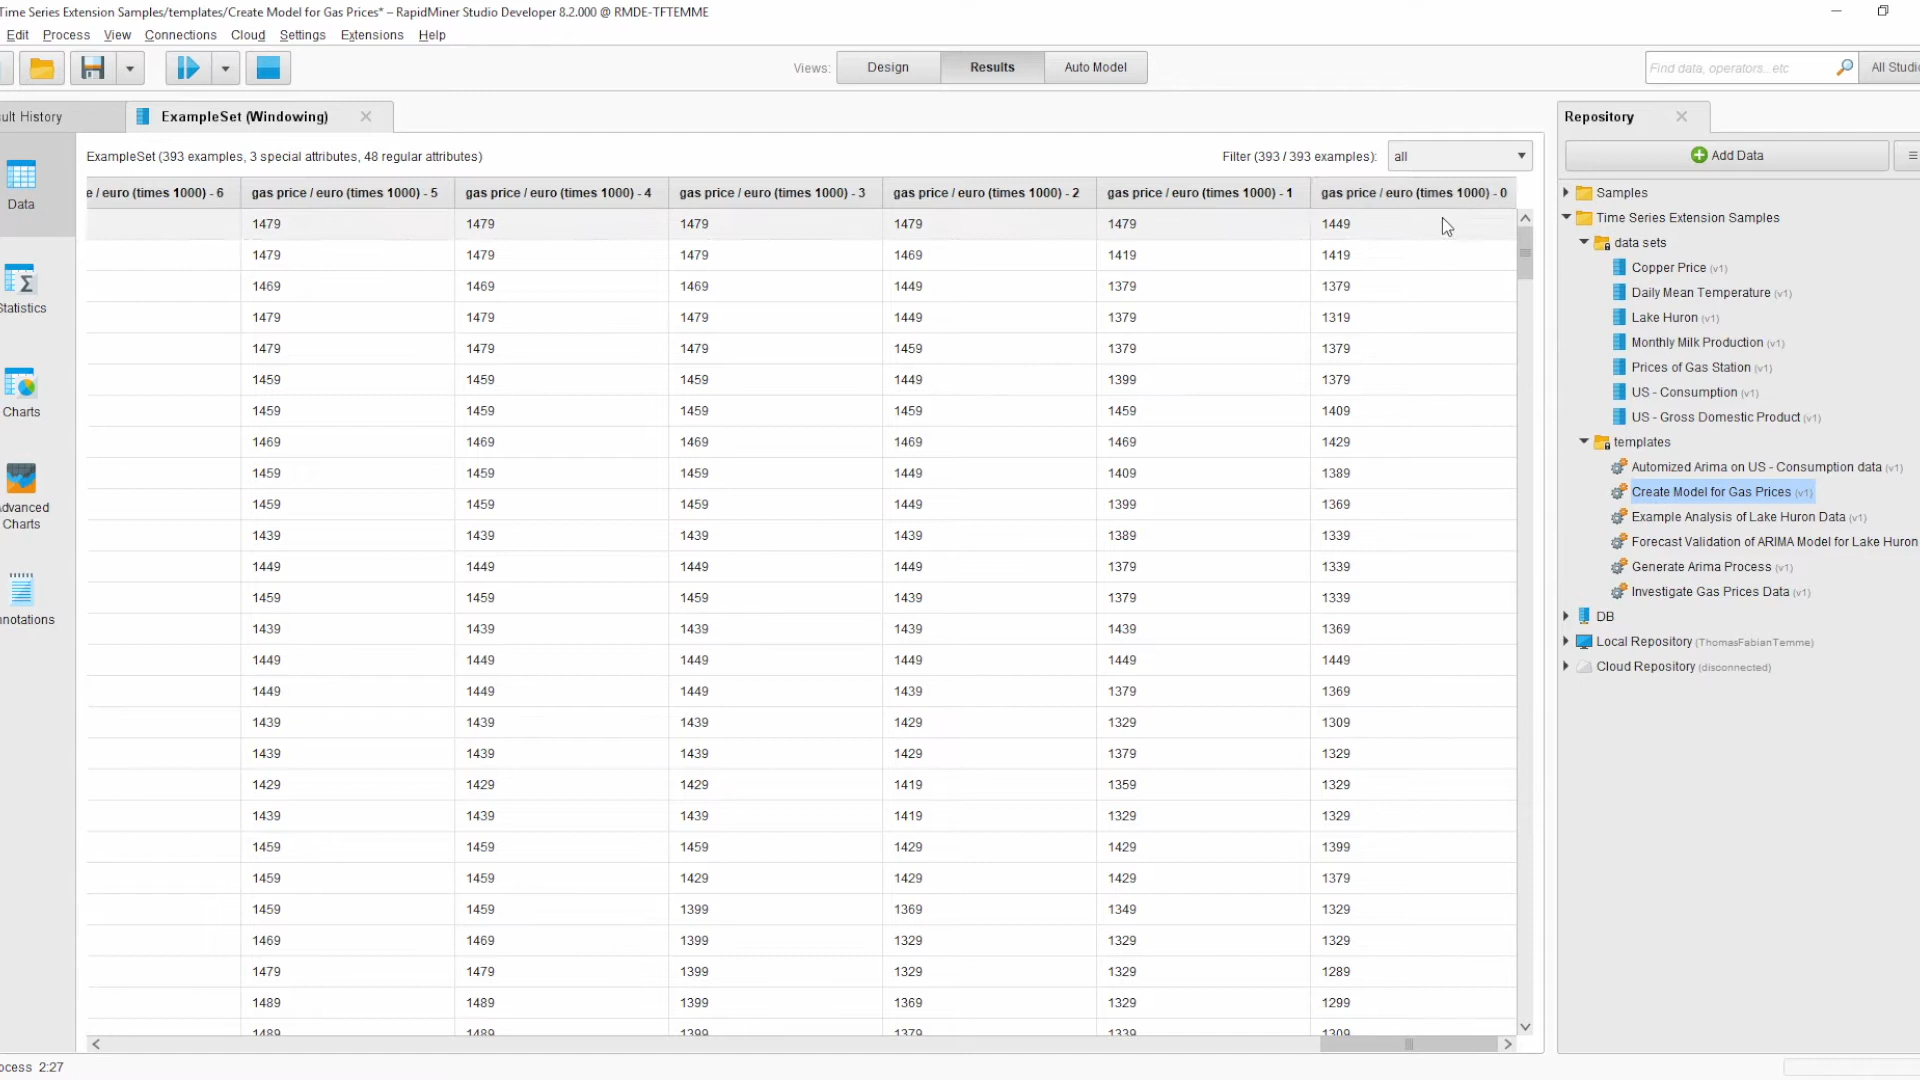 Time Series Extension Samples/templates/Create Model for Gas Prices* – RapidMiner Studio Developer 8.2.000 @ RMDE-TFTEMME
Edit Process View Connections Cloud Settings Extensions Help
Views: Design Results Auto Model
Find data, operators...etc
All Studi
ult History
ExampleSet (Windowing)
Data
Statistics
Charts
Advanced
Charts
nnotations
ExampleSet (393 examples, 3 special attributes, 48 regular attributes)
Filter (393 / 393 examples): all
e / euro (times 1000) - 6 gas price / euro (times 1000) - 5 gas price / euro (times 1000) - 4 gas price / euro (times 1000) - 3 gas price / euro (times 1000) - 2 gas price / euro (times 1000) - 1 gas price / euro (times 1000) - 0
1479 1479 1479 1479 1479 1449
1479 1479 1479 1469 1419 1419
1469 1469 1469 1449 1379 1379
1479 1479 1479 1449 1379 1319
1479 1479 1479 1459 1379 1379
1459 1459 1459 1449 1399 1379
1459 1459 1459 1459 1459 1409
1469 1469 1469 1469 1469 1429
1459 1459 1459 1449 1409 1389
1459 1459 1459 1449 1399 1369
1439 1439 1439 1439 1389 1339
1449 1449 1449 1449 1379 1339
1459 1459 1459 1439 1379 1339
1439 1439 1439 1439 1439 1369
1449 1449 1449 1449 1449 1449
1449 1449 1449 1439 1379 1369
1439 1439 1439 1429 1329 1309
1439 1439 1439 1429 1379 1329
1429 1429 1429 1419 1359 1329
1439 1439 1439 1419 1329 1329
1459 1459 1459 1429 1429 1399
1459 1459 1429 1429 1429 1379
1459 1459 1399 1369 1349 1329
1469 1469 1399 1329 1329 1329
1479 1479 1399 1329 1329 1289
1489 1489 1399 1369 1329 1299
1489 1489 1399 1379 1339 1309
Repository
Add Data
Samples
Time Series Extension Samples
data sets
Copper Price (v1)
Daily Mean Temperature (v1)
Lake Huron (v1)
Monthly Milk Production (v1)
Prices of Gas Station (v1)
US - Consumption (v1)
US - Gross Domestic Product (v1)
templates
Automized Arima on US - Consumption data (v1)
Create Model for Gas Prices (v1)
Example Analysis of Lake Huron Data (v1)
Forecast Validation of ARIMA Model for Lake Huron
Generate Arima Process (v1)
Investigate Gas Prices Data (v1)
DB
Local Repository (ThomasFabianTemme)
Cloud Repository (disconnected)
ocess 2:27